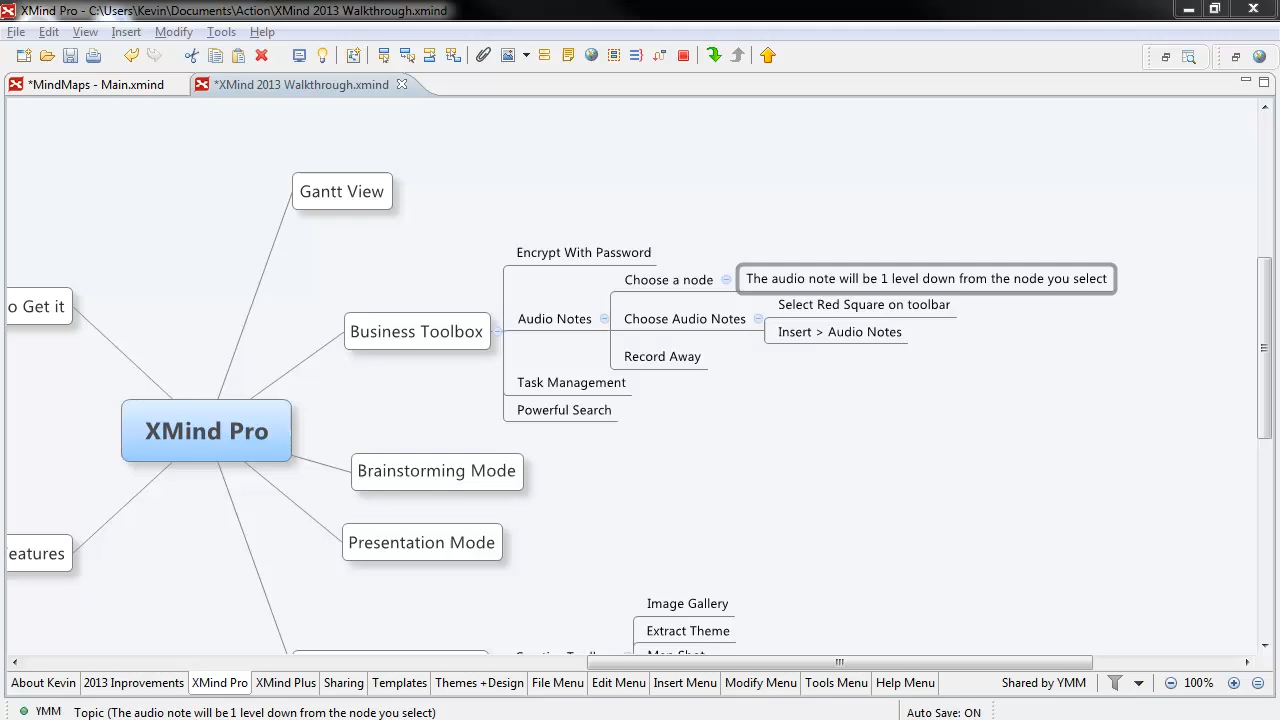 XMind Pro - C:\Users\Kevin\Documents\Action\XMind 2013 Walkthrough.xmind
File Edit View Insert Modify Tools Help
*MindMaps - Main.xmind
*XMind 2013 Walkthrough.xmind
Gantt View
Encrypt With Password
Choose a node
The audio note will be 1 level down from the node you select
Select Red Square on toolbar
o Get it
Business Toolbox
Audio Notes
Choose Audio Notes
Insert > Audio Notes
Record Away
Task Management
Powerful Search
XMind Pro
Brainstorming Mode
Presentation Mode
eatures
Image Gallery
Extract Theme
About Kevin 2013 Inprovements XMind Pro XMind Plus Sharing Templates Themes +Design File Menu Edit Menu Insert Menu Modify Menu Tools Menu Help Menu Shared by YMM 100%
YMM Topic (The audio note will be 1 level down from the node you select) Auto Save: ON